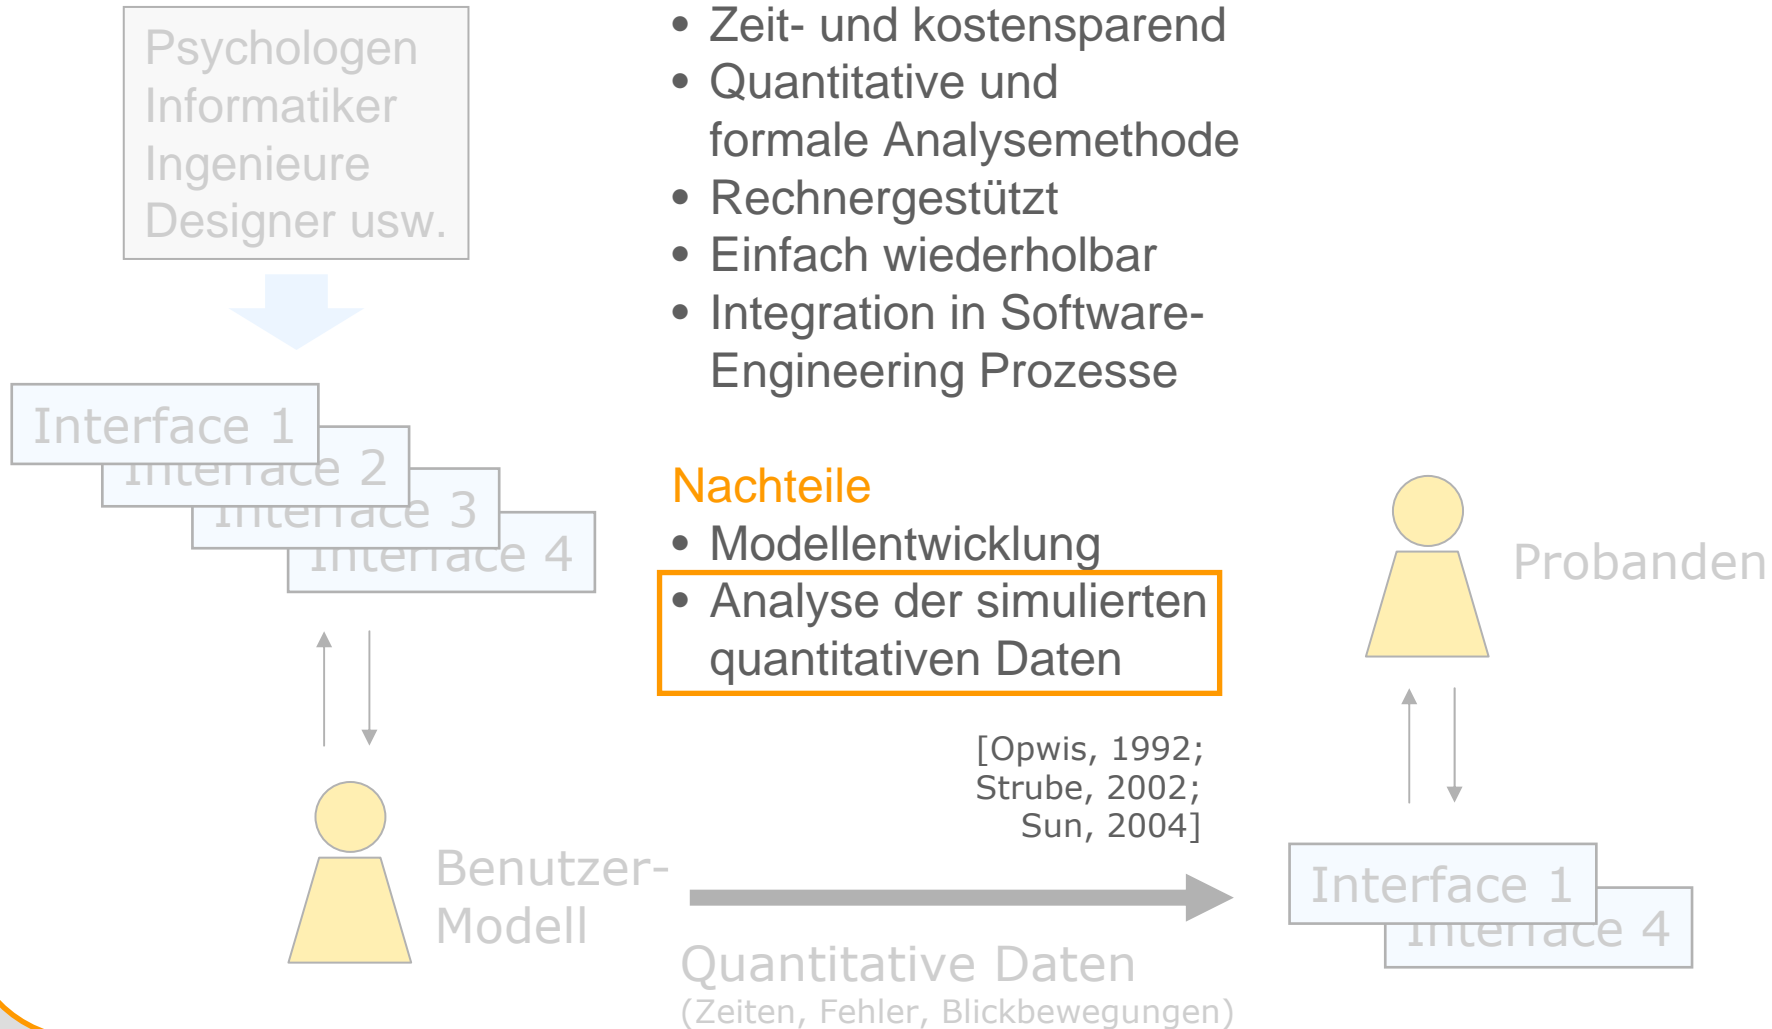 Psychologen
Informatiker
Ingenieure
Designer usw.
• Zeit- und kostensparend
• Quantitative und
formale Analysemethode
• Rechnergestützt
• Einfach wiederholbar
• Integration in Software-
Engineering Prozesse
Interface 1
Interface 2
Interface 3
Interface 4
Nachteile
• Modellentwicklung
• Analyse der simulierten
quantitativen Daten
Probanden
[Opwis, 1992;
Strube, 2002;
Sun, 2004]
Benutzer-
Modell
Interface 1
Interface 4
Quantitative Daten
(Zeiten, Fehler, Blickbewegungen)